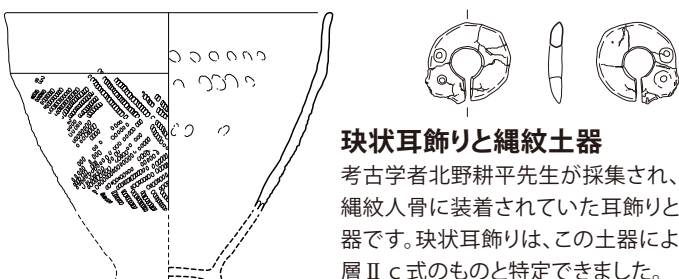 玦状耳飾りと縄紋土器
考古学者北野耕平先生が採集され、
縄紋人骨に装着されていた耳飾りと
器です。玦状耳飾りは、この土器によ
層Ⅱｃ式のものと特定できました。